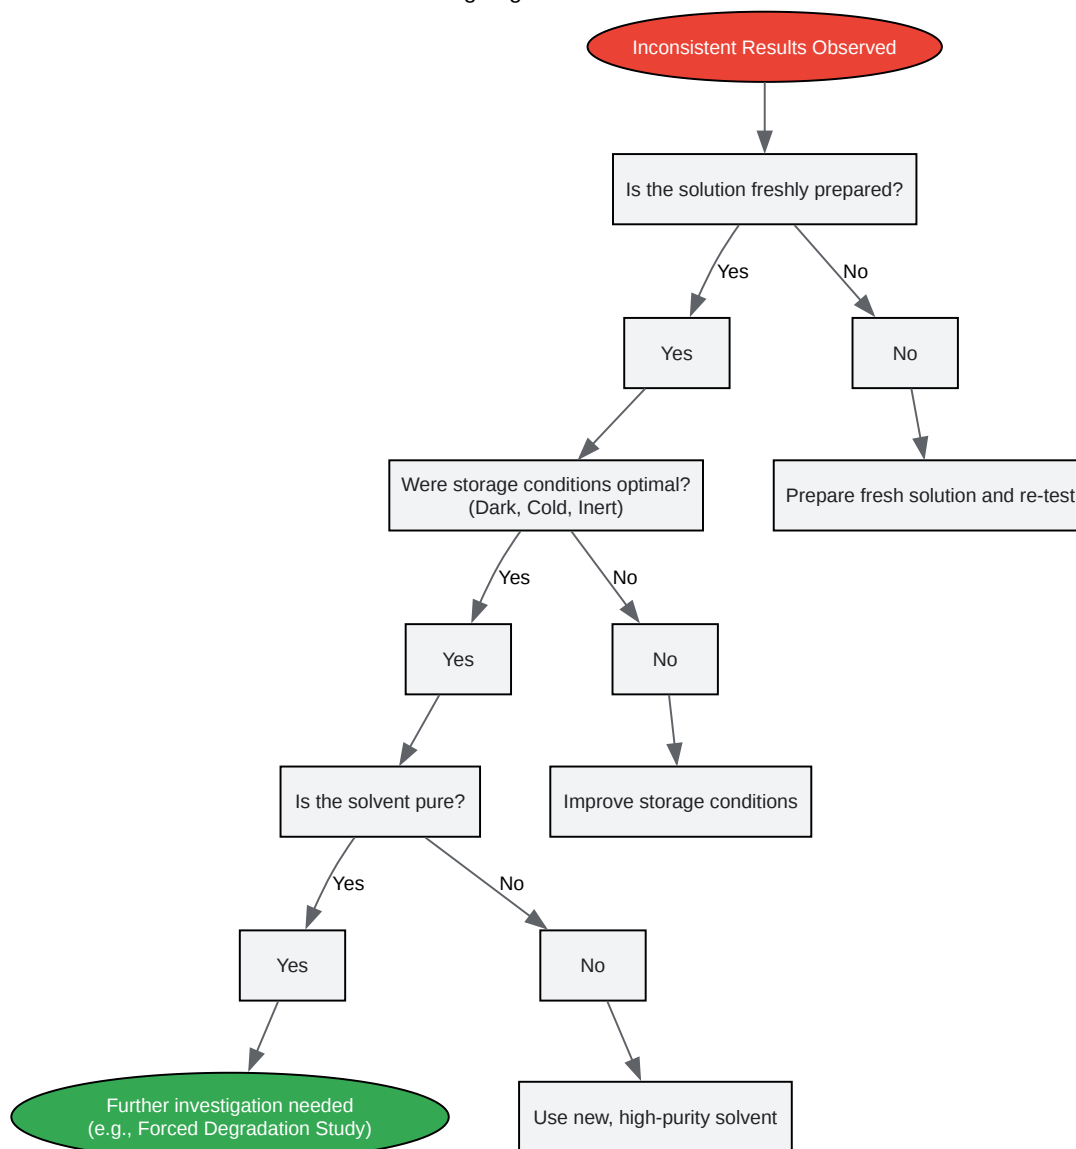 Inconsistent Results Observed
Is the solution freshly prepared?
Yes
No
Yes
No
Were storage conditions optimal?
(Dark, Cold, Inert)
Prepare fresh solution and re-test
Yes
No
Yes
No
Is the solvent pure?
Improve storage conditions
Yes
No
Yes
No
Further investigation needed
(e.g., Forced Degradation Study)
Use new, high-purity solvent